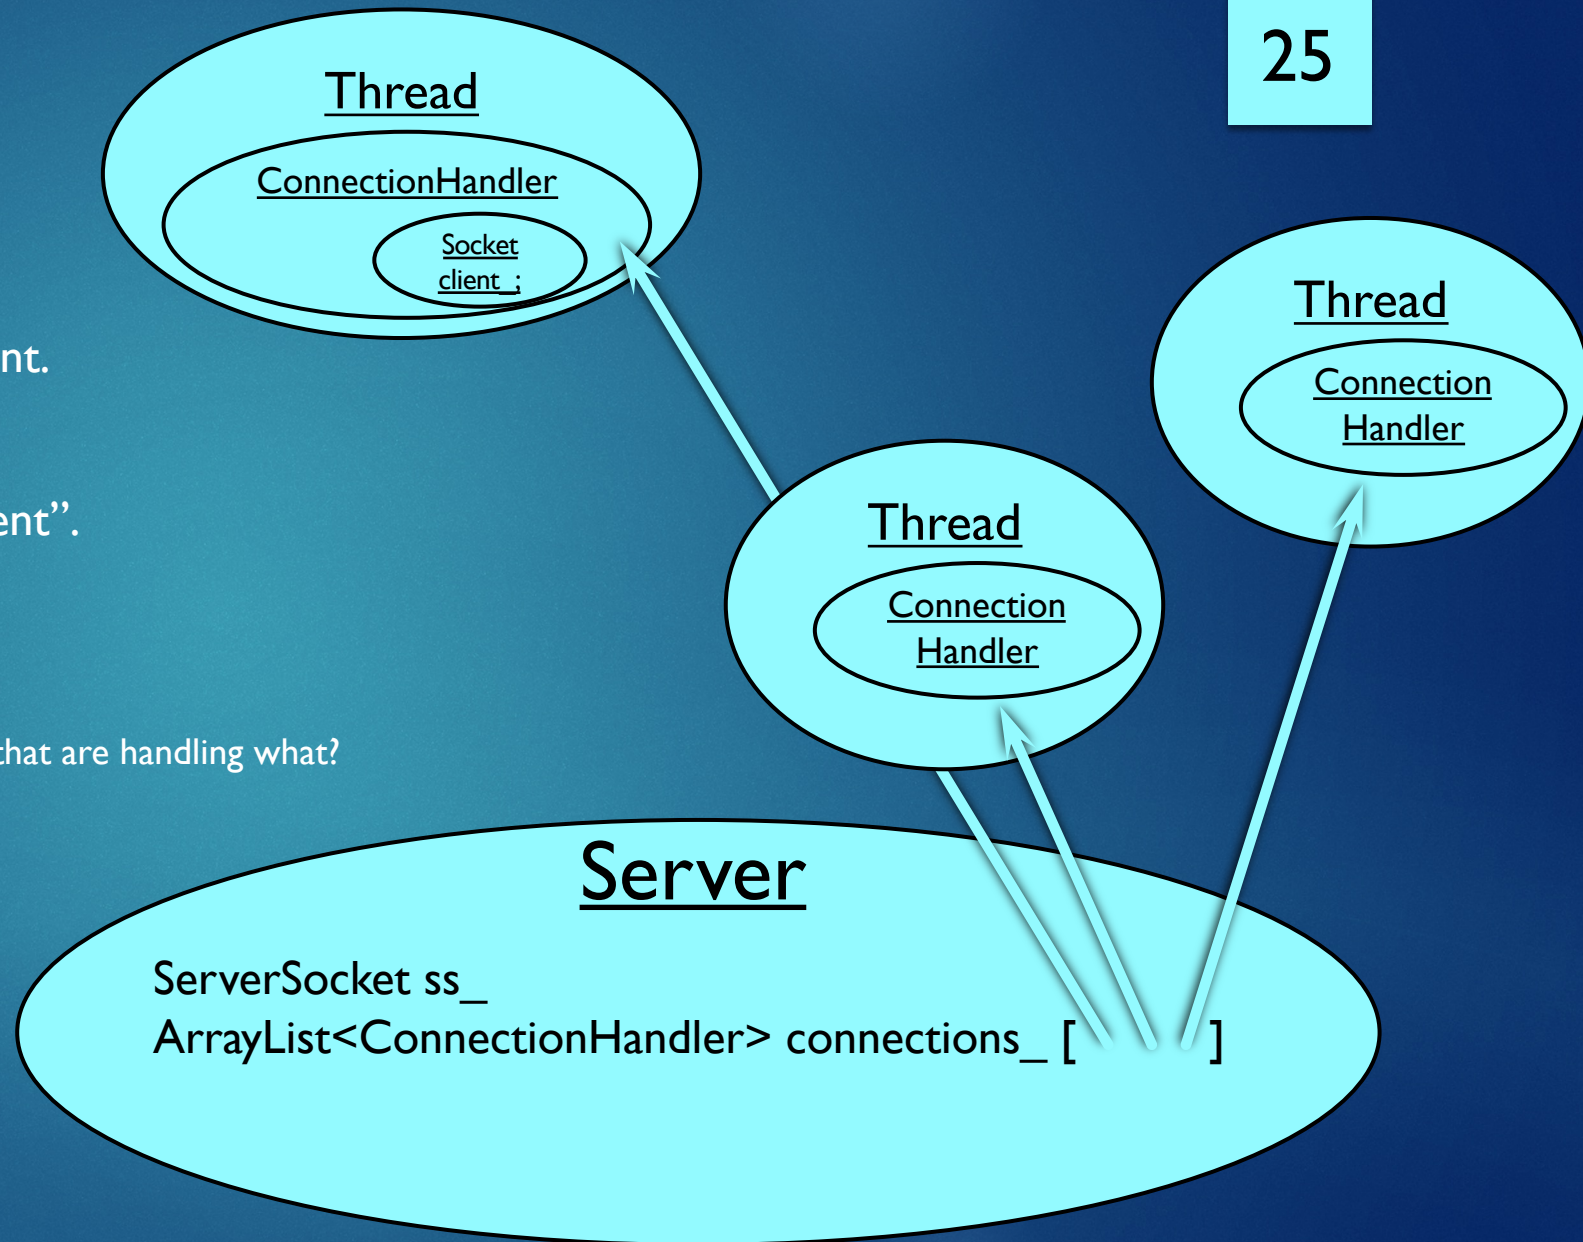 25
Thread
ConnectionHandler
Socket
client_;
Thread
Connection
Handler
nt.
ent”.
Thread
Connection
Handler
that are handling what?
Server
ServerSocket ss_
ArrayList<ConnectionHandler> connections_ [ ]